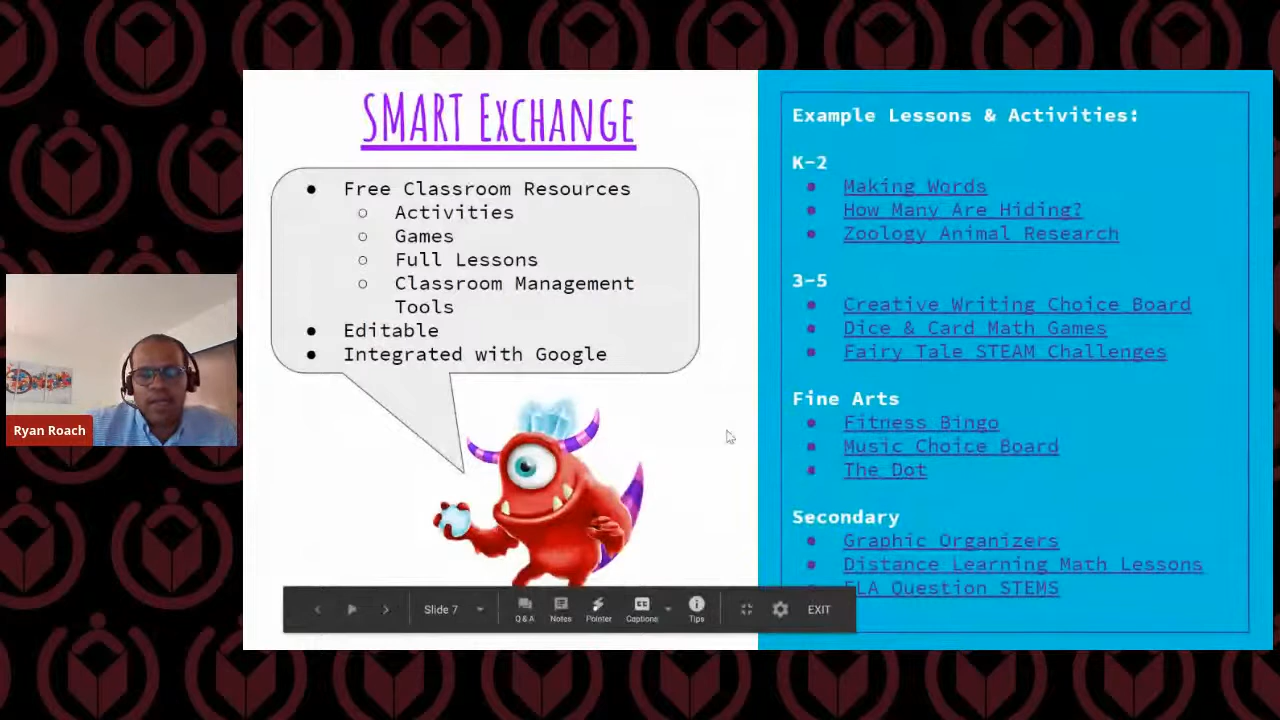 SMART Exchange
Free Classroom Resources
Activities
Games
Full Lessons
Classroom Management
Tools
Editable
Integrated with Google
Example Lessons & Activities:
K-2
Making Words
How Many Are Hiding?
Zoology Animal Research
3-5
Creative Writing Choice Board
Dice & Card Math Games
Fairy Tale STEAM Challenges
Fine Arts
Fitness Bingo
Music Choice Board
The Dot
Secondary
Graphic Organizers
Distance Learning Math Lessons
ELA Question STEMS
Ryan Roach
Slide 7
Q & A
Notes
Pointer
CC
Captions
Tips
EXIT